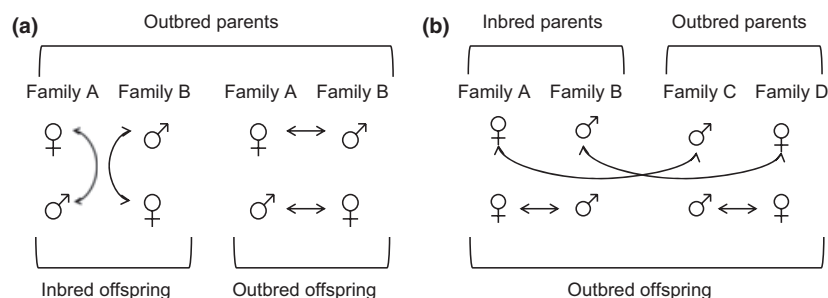 (a)
Outbred parents
Family A Family B Family A Family B
Inbred offspring Outbred offspring
(b)
Inbred parents Outbred parents
Family A Family B Family C Family D
Outbred offspring